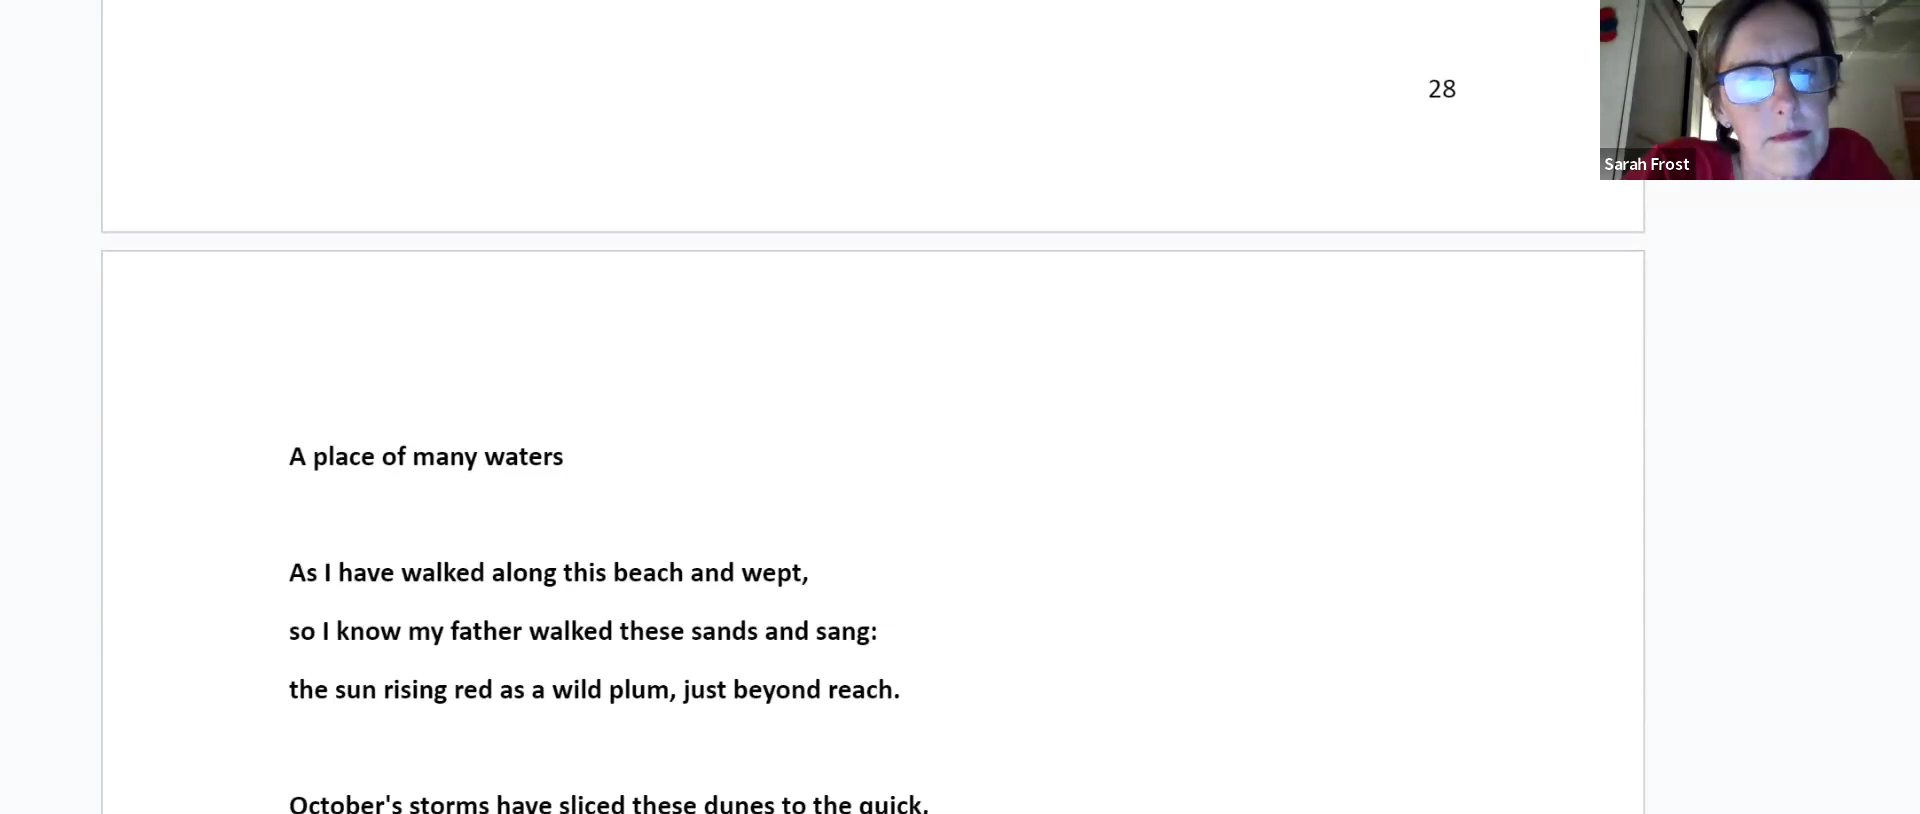 28
Sarah Frost
A place of many waters
As I have walked along this beach and wept,
so I know my father walked these sands and sang:
the sun rising red as a wild plum, just beyond reach.
October's storms have sliced these dunes to the quick.